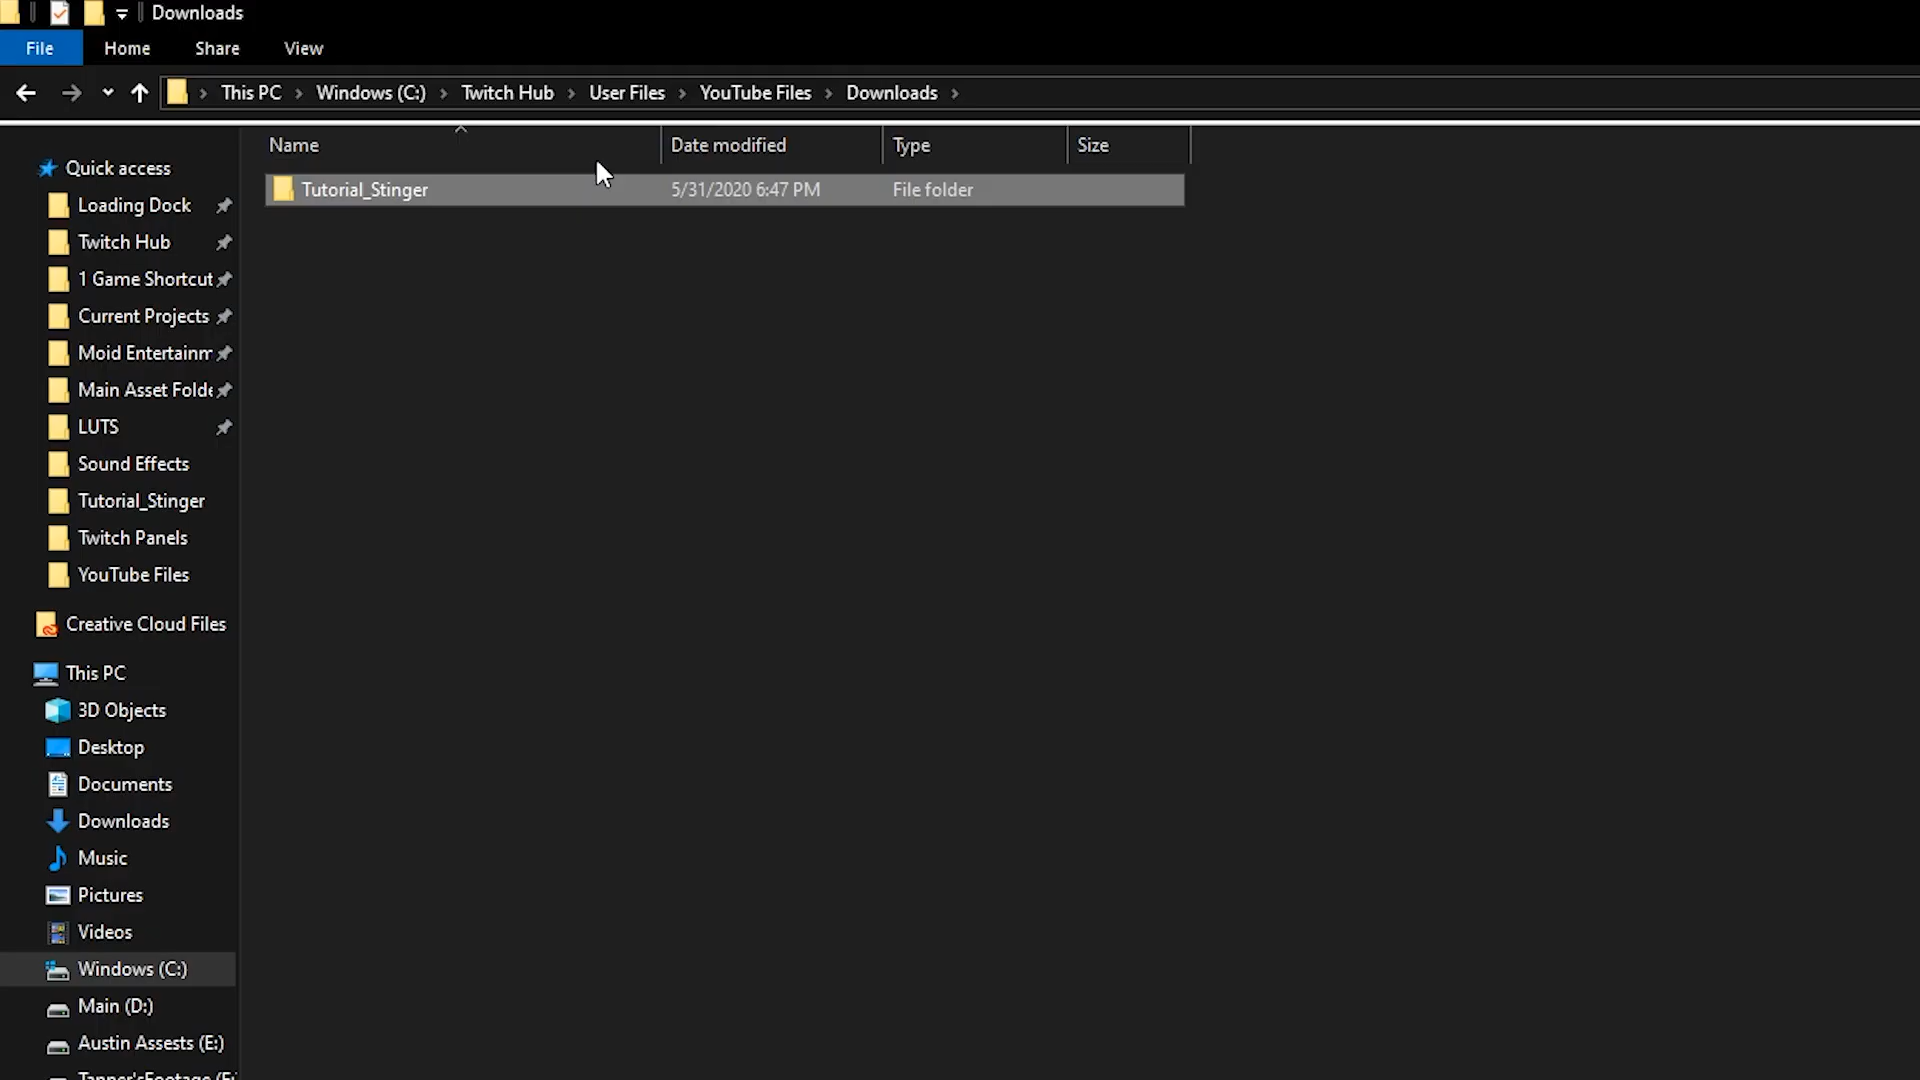 Downloads
File Home Share View
This PC Windows (C:) Twitch Hub User Files YouTube Files Downloads
Name Date modified Type Size
Tutorial_Stinger 5/31/2020 6:47 PM File folder
Quick access
Loading Dock
Twitch Hub
1 Game Shortcut
Current Projects
Moid Entertainm
Main Asset Folde
LUTS
Sound Effects
Tutorial_Stinger
Twitch Panels
YouTube Files
Creative Cloud Files
This PC
3D Objects
Desktop
Documents
Downloads
Music
Pictures
Videos
Windows (C:)
Main (D:)
Austin Assests (E:)